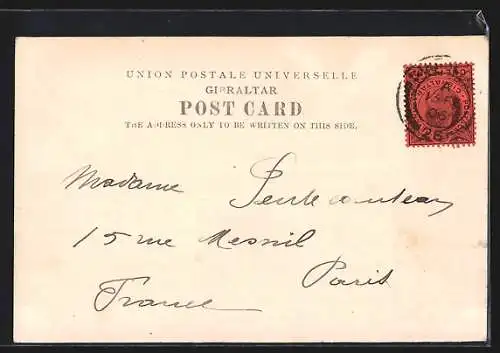 UNION POSTALE UNIVERSELLE
GIBRALTAR
POST CARD
THE ADDRESS ONLY TO BE WRITTEN ON THIS SIDE.
Madame
15 rue Mesnil
Paris
France